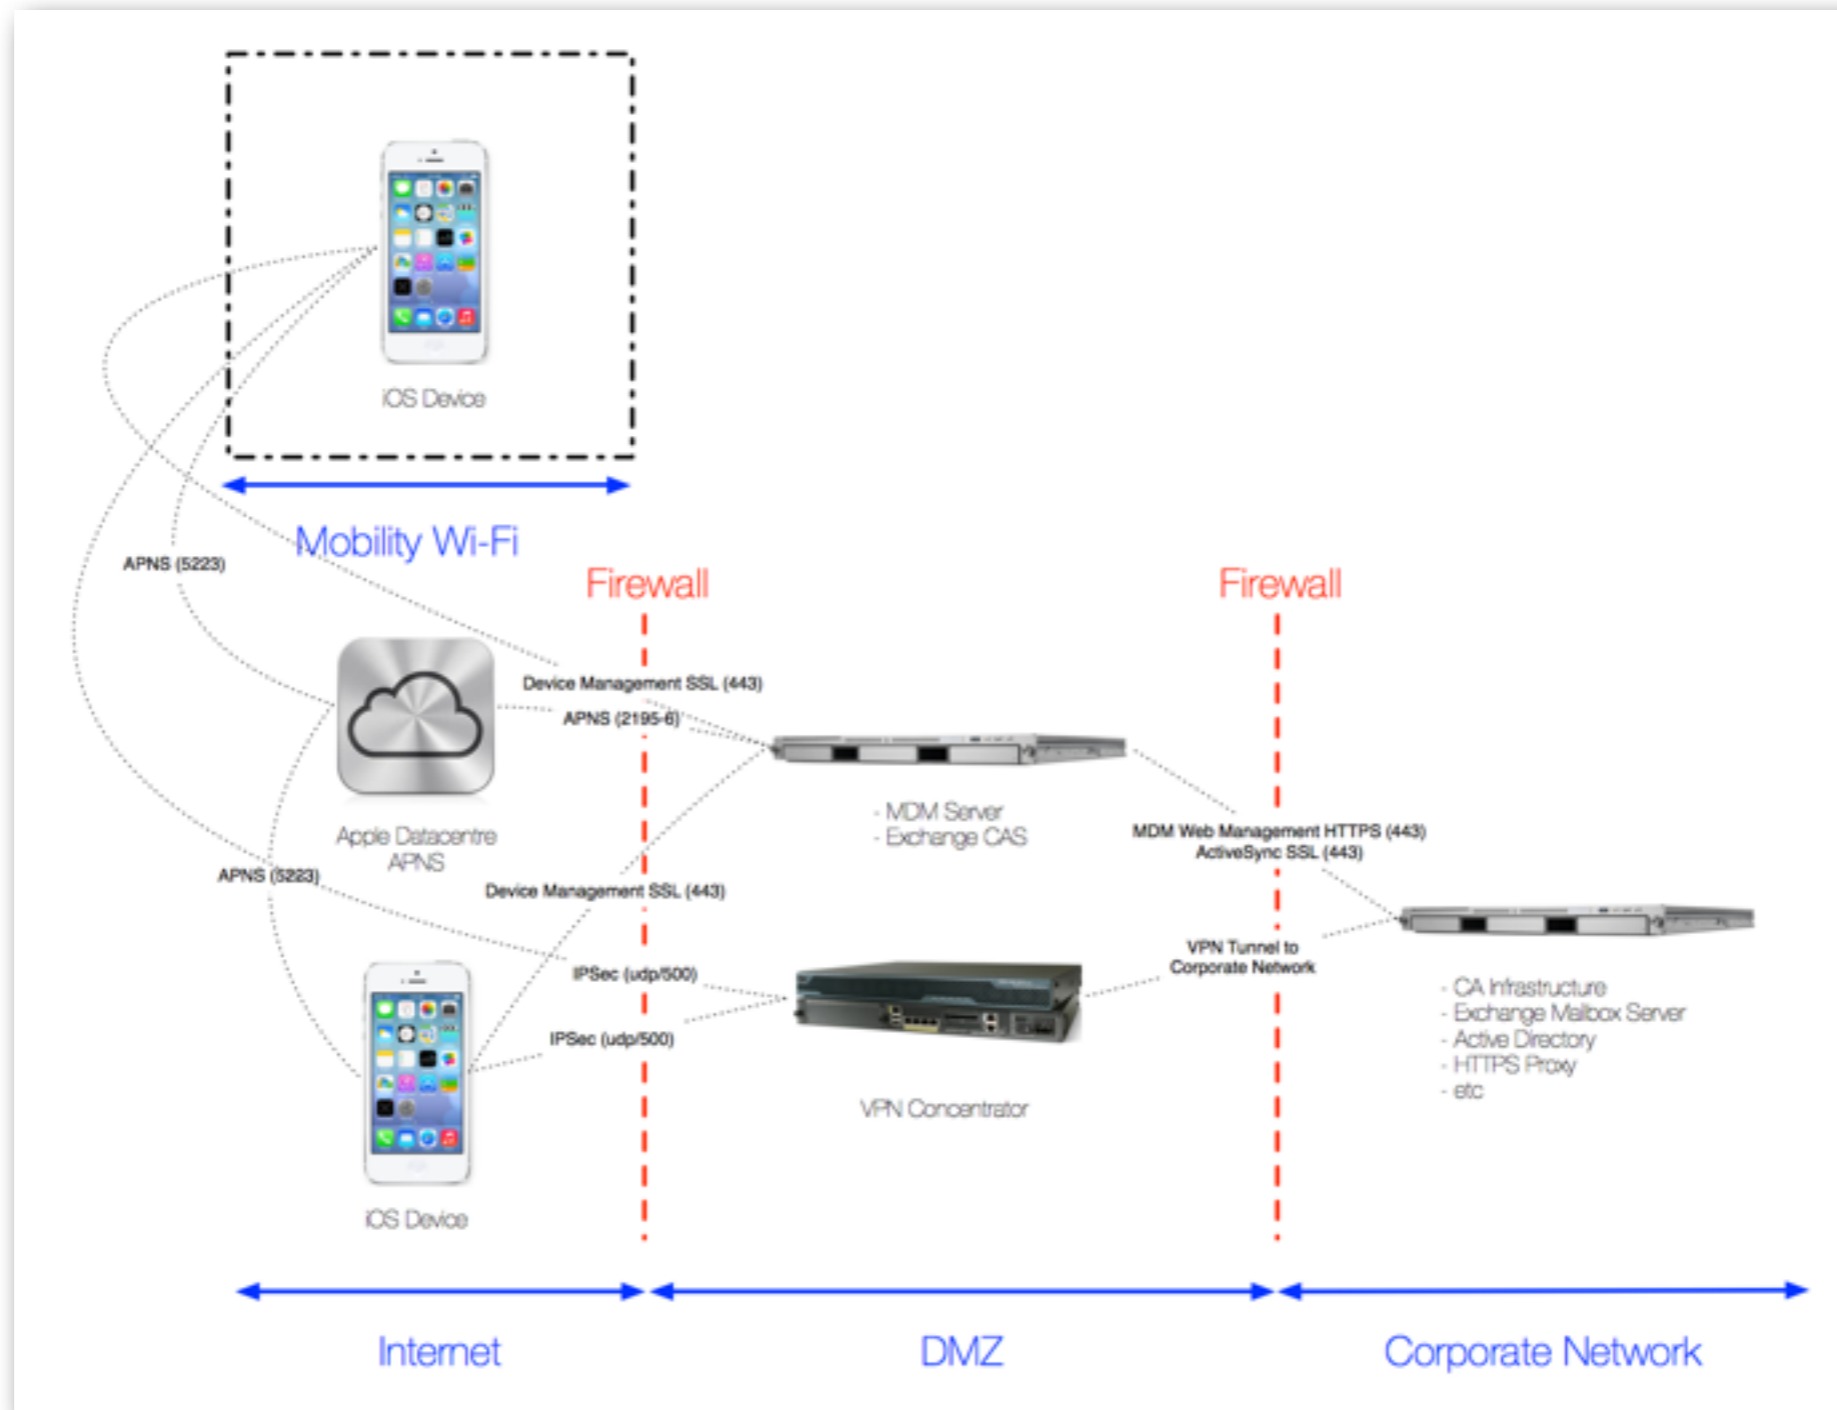 iOS Device
Mobility Wi-Fi
APNS (5223)
Firewall
Firewall
Device Management SSL (443)
APNS (2195-6)
- MDM Server
- Exchange CAS
MDM Web Management HTTPS (443)
ActiveSync SSL (443)
Apple Datacentre
APNS
APNS (5223)
Device Management SSL (443)
IPSec (udp/500)
VPN Tunnel to
Corporate Network
- CA Infrastructure
- Exchange Mailbox Server
- Active Directory
- HTTPS Proxy
- etc
IPSec (udp/500)
VPN Concentrator
iOS Device
Internet
DMZ
Corporate Network